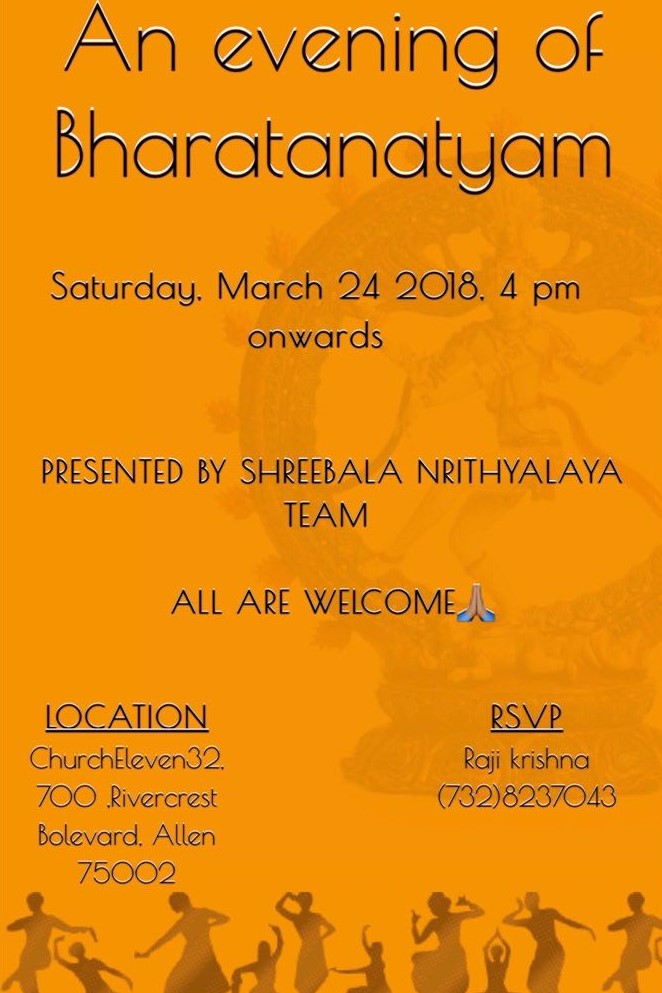 An evening of
Bharatanatyam
Saturday, March 24 2018, 4 pm
onwards
PRESENTED BY SHREEBALA NRITHYALAYA
TEAM
ALL ARE WELCOME🙏🏽
LOCATION
ChurchEleven32,
700 ,Rivercrest
Bolevard, Allen
75002
RSVP
Raji krishna
(732)8237043